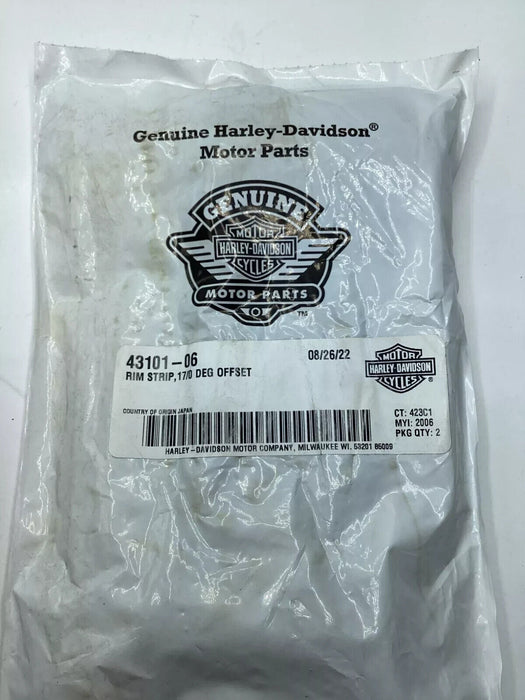 Genuine Harley-Davidson®
Motor Parts
GENUINE
MOTOR
HARLEY-DAVIDSON
CYCLES
MOTOR PARTS
TM
43101-06 08/26/22
RIM STRIP,17/0 DEG OFFSET
MOTOR
HARLEY-DAVIDSON
CYCLES
COUNTRY OF ORIGIN JAPAN
CT: 423C1
MYI: 2006
PKG QTY: 2
HARLEY-DAVIDSON MOTOR COMPANY, MILWAUKEE WI. 53201 85009